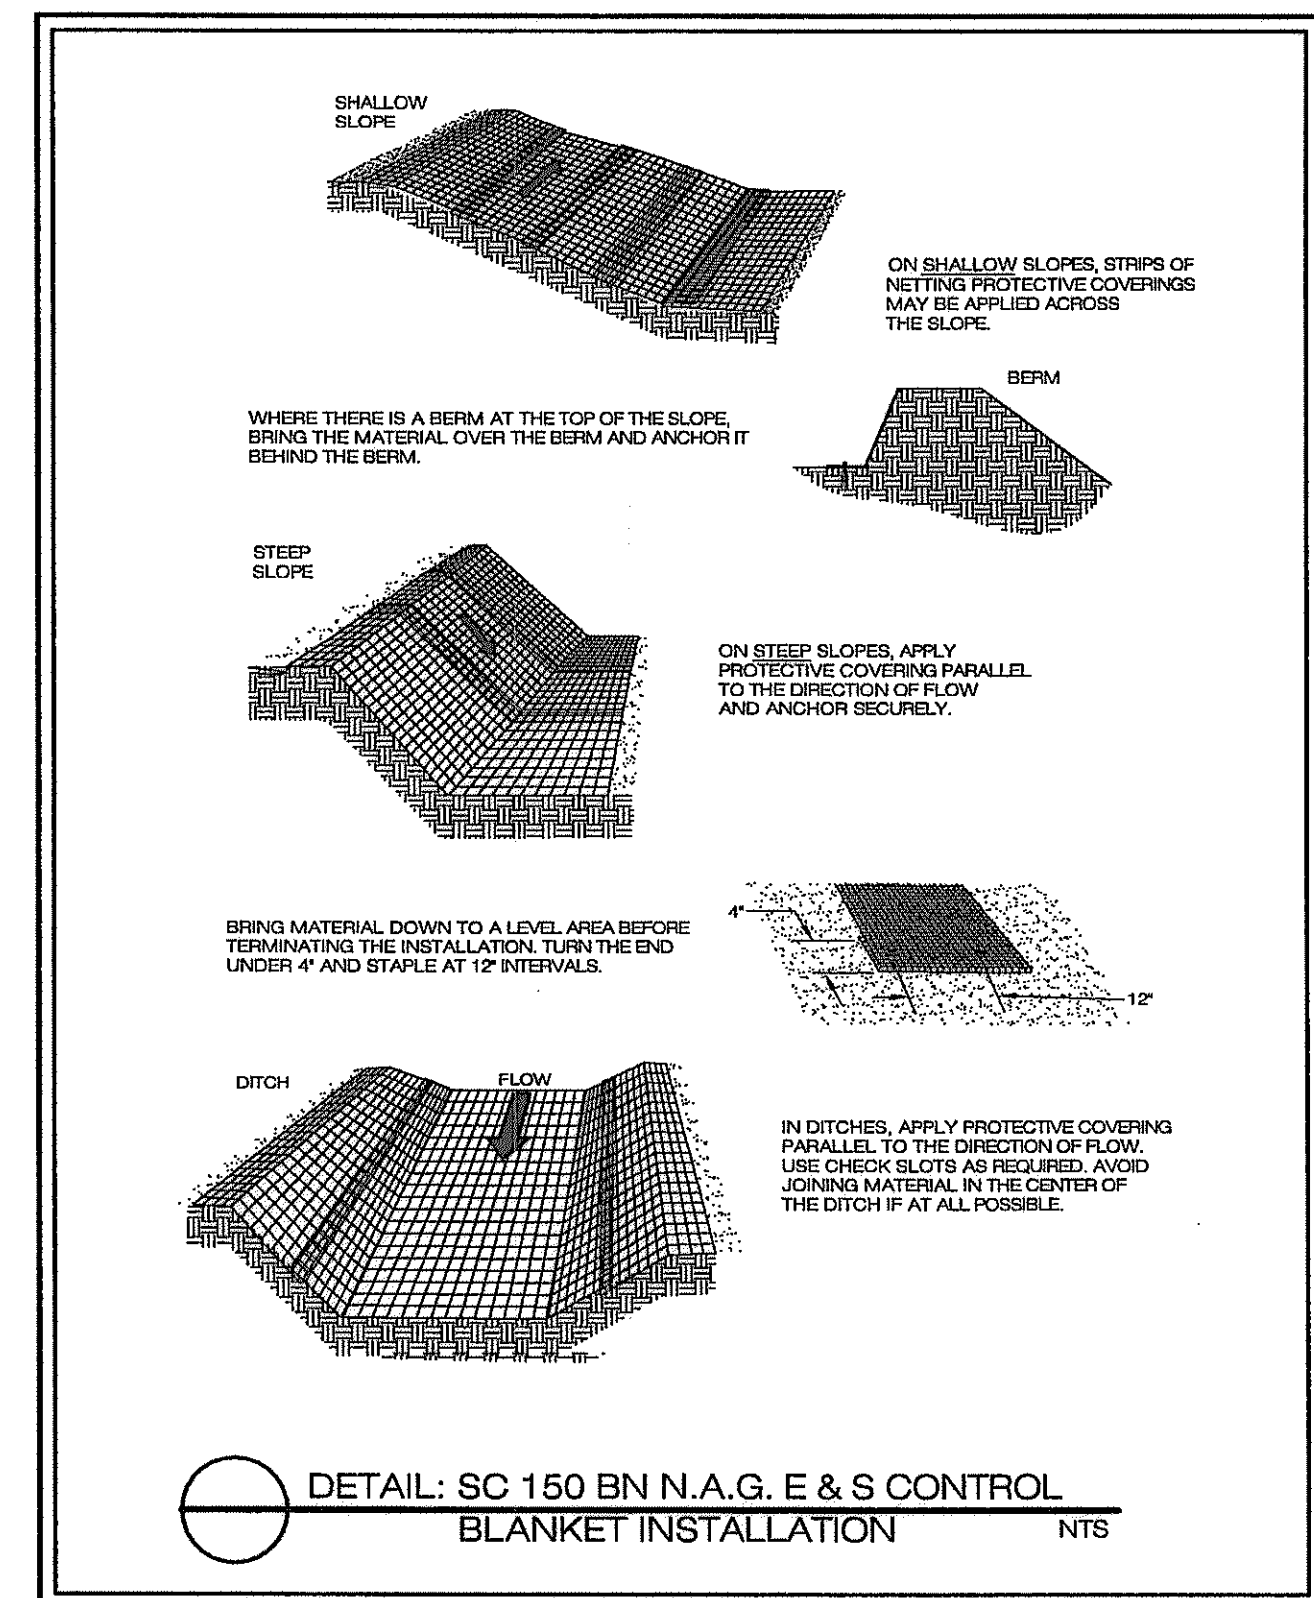 SHALLOW
SLOPE
ON SHALLOW SLOPES, STRIPS OF
NETTING PROTECTIVE COVERINGS
MAY BE APPLIED ACROSS
THE SLOPE.
BERM
WHERE THERE IS A BERM AT THE TOP OF THE SLOPE,
BRING THE MATERIAL OVER THE BERM AND ANCHOR IT
BEHIND THE BERM.
STEEP
SLOPE
ON STEEP SLOPES, APPLY
PROTECTIVE COVERING PARALLEL
TO THE DIRECTION OF FLOW
AND ANCHOR SECURELY.
4"
BRING MATERIAL DOWN TO A LEVEL AREA BEFORE
TERMINATING THE INSTALLATION. TURN THE END
UNDER 4" AND STAPLE AT 12" INTERVALS.
12"
DITCH
FLOW
IN DITCHES, APPLY PROTECTIVE COVERING
PARALLEL TO THE DIRECTION OF FLOW.
USE CHECK SLOTS AS REQUIRED. AVOID
JOINING MATERIAL IN THE CENTER OF
THE DITCH IF AT ALL POSSIBLE.
DETAIL: SC 150 BN N.A.G. E & S CONTROL
BLANKET INSTALLATION
NTS